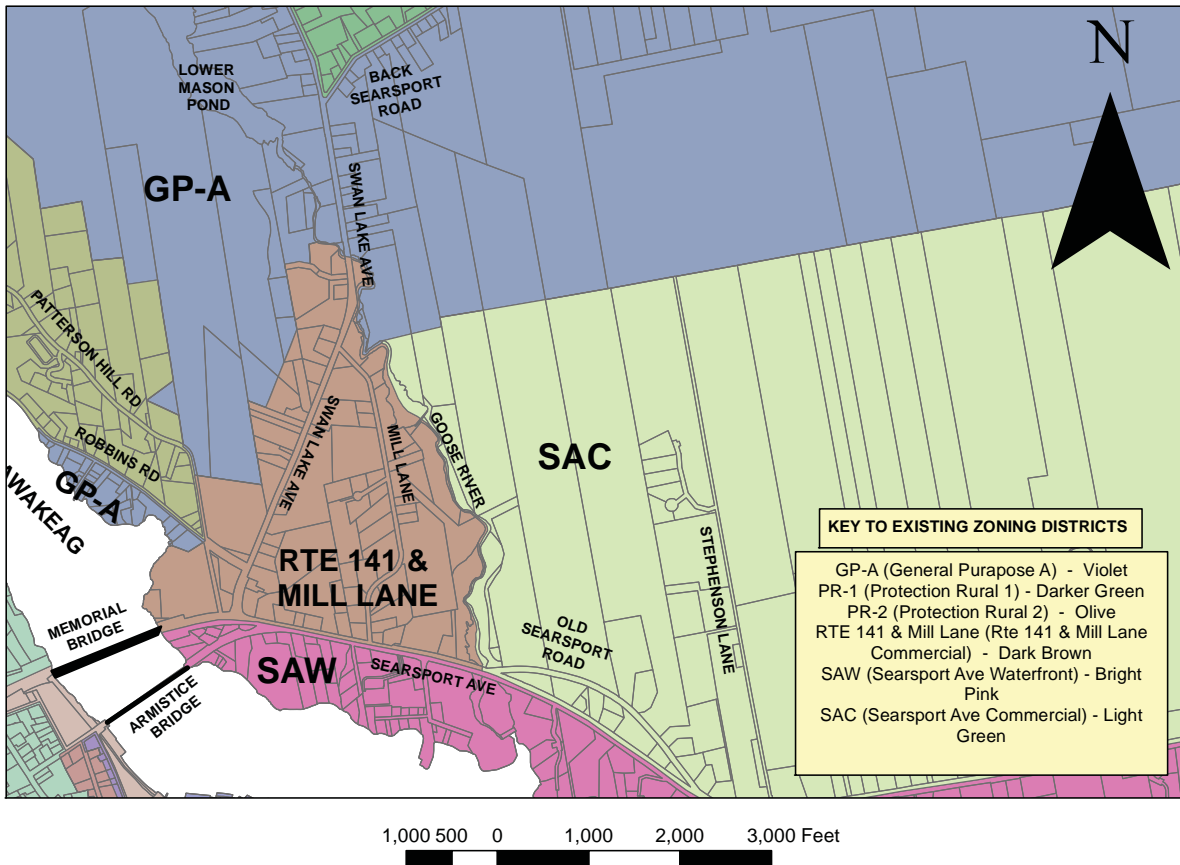 N
LOWER
MASON
POND
BACK
SEARSPORT
ROAD
GP-A
SWAN LAKE AVE
PATTERSON HILL RD
ROBBINS RD
GP-A
AWAKEAG
SWAN LAKE AVE
MILL LANE
GOOSE RIVER
SAC
RTE 141 &
MILL LANE
STEPHENSON LANE
OLD
SEARSPORT
ROAD
MEMORIAL
BRIDGE
ARMISTICE
BRIDGE
SAW
SEARSPORT AVE
KEY TO EXISTING ZONING DISTRICTS
GP-A (General Purapose A) - Violet
PR-1 (Protection Rural 1) - Darker Green
PR-2 (Protection Rural 2) - Olive
RTE 141 & Mill Lane (Rte 141 & Mill Lane
Commercial) - Dark Brown
SAW (Searsport Ave Waterfront) - Bright
Pink
SAC (Searsport Ave Commercial) - Light
Green
1,000 500 0 1,000 2,000 3,000 Feet